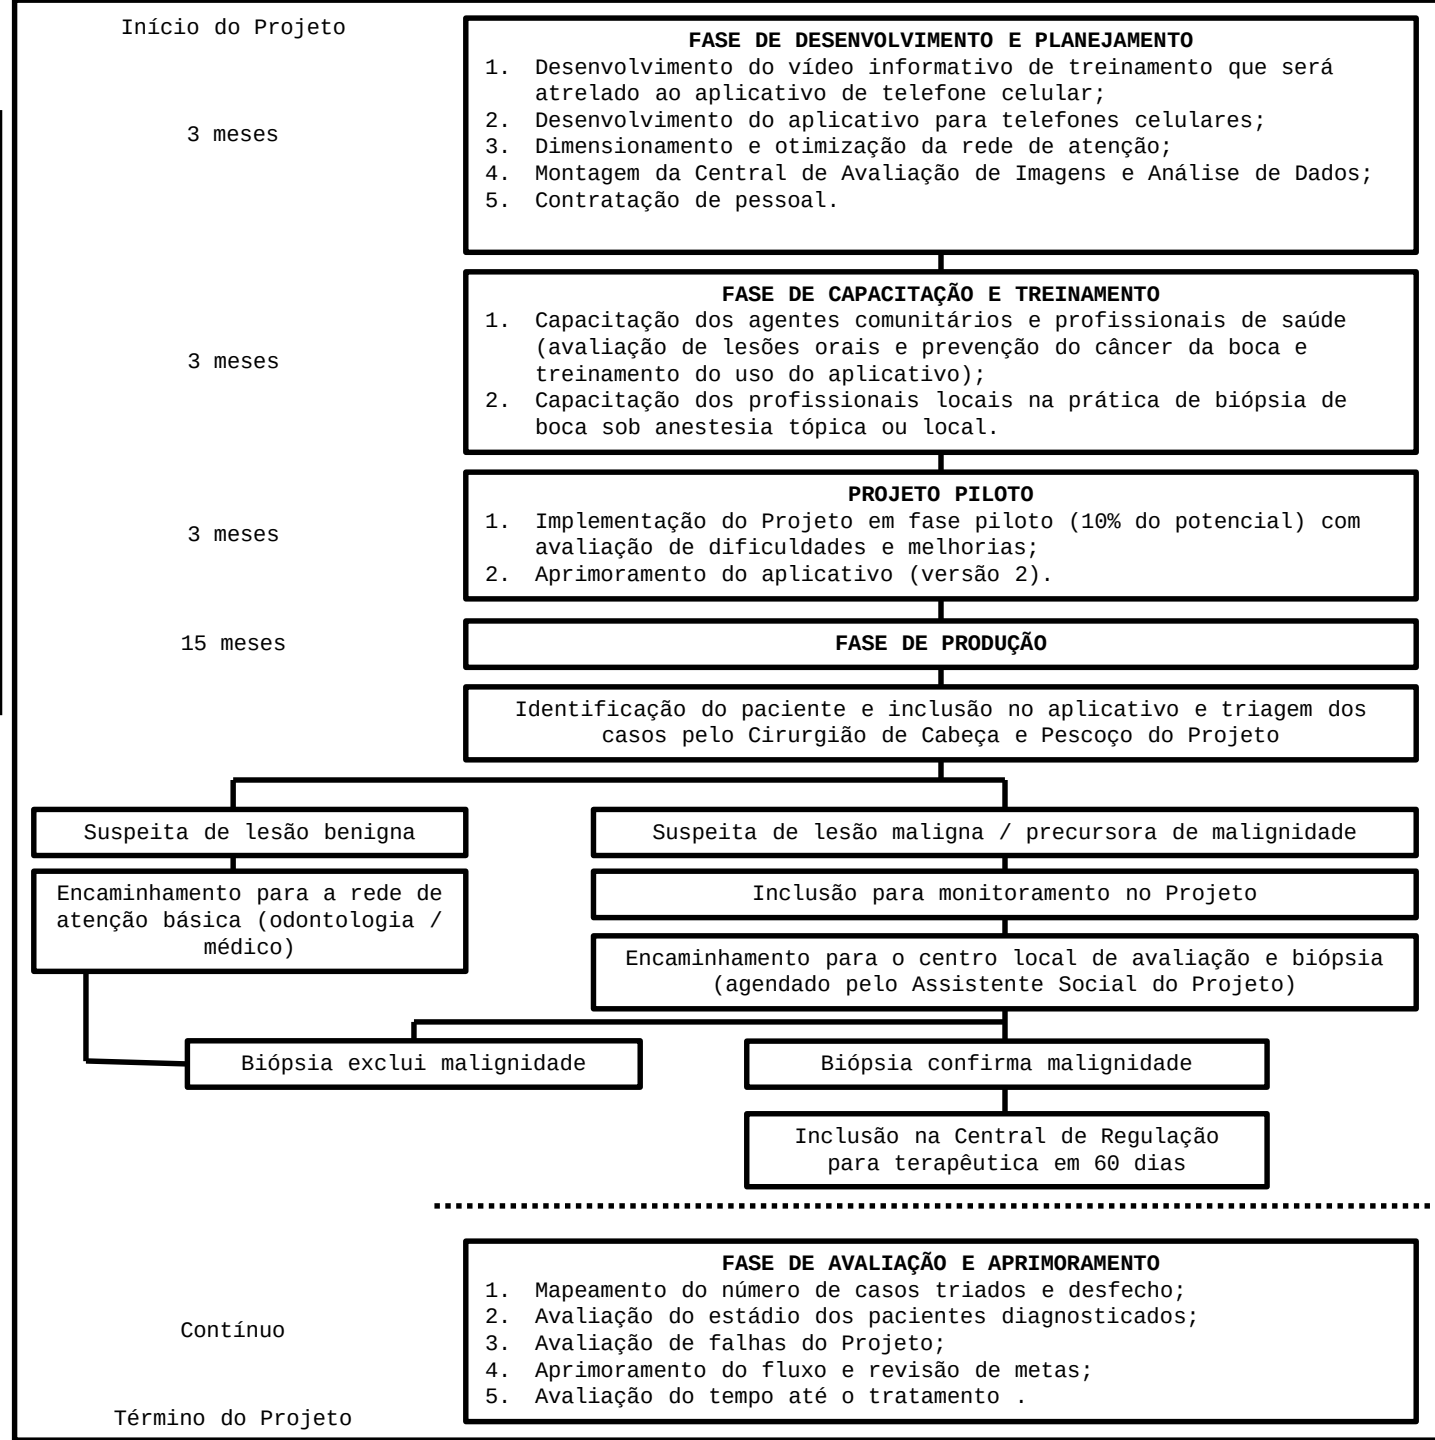 Início do Projeto
FASE DE DESENVOLVIMENTO E PLANEJAMENTO
1. Desenvolvimento do vídeo informativo de treinamento que será
atrelado ao aplicativo de telefone celular;
2. Desenvolvimento do aplicativo para telefones celulares;
3. Dimensionamento e otimização da rede de atenção;
4. Montagem da Central de Avaliação de Imagens e Análise de Dados;
5. Contratação de pessoal.
3 meses
FASE DE CAPACITAÇÃO E TREINAMENTO
1. Capacitação dos agentes comunitários e profissionais de saúde
(avaliação de lesões orais e prevenção do câncer da boca e
treinamento do uso do aplicativo);
2. Capacitação dos profissionais locais na prática de biópsia de
boca sob anestesia tópica ou local.
3 meses
PROJETO PILOTO
1. Implementação do Projeto em fase piloto (10% do potencial) com
avaliação de dificuldades e melhorias;
2. Aprimoramento do aplicativo (versão 2).
3 meses
15 meses
FASE DE PRODUÇÃO
Identificação do paciente e inclusão no aplicativo e triagem dos
casos pelo Cirurgião de Cabeça e Pescoço do Projeto
Suspeita de lesão benigna
Suspeita de lesão maligna / precursora de malignidade
Encaminhamento para a rede de
atenção básica (odontologia /
médico)
Inclusão para monitoramento no Projeto
Encaminhamento para o centro local de avaliação e biópsia
(agendado pelo Assistente Social do Projeto)
Biópsia exclui malignidade
Biópsia confirma malignidade
Inclusão na Central de Regulação
para terapêutica em 60 dias
FASE DE AVALIAÇÃO E APRIMORAMENTO
1. Mapeamento do número de casos triados e desfecho;
2. Avaliação do estádio dos pacientes diagnosticados;
3. Avaliação de falhas do Projeto;
4. Aprimoramento do fluxo e revisão de metas;
5. Avaliação do tempo até o tratamento .
Contínuo
Término do Projeto